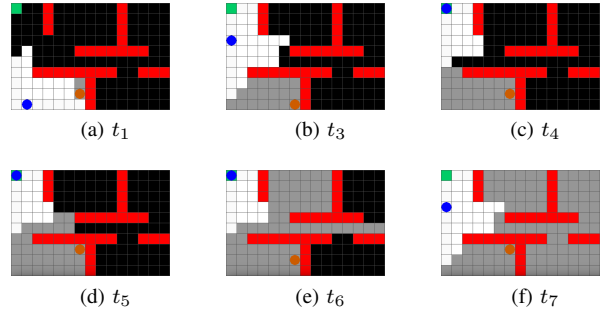 (a) t₁
(b) t₃
(c) t₄
(d) t₅
(e) t₆
(f) t₇